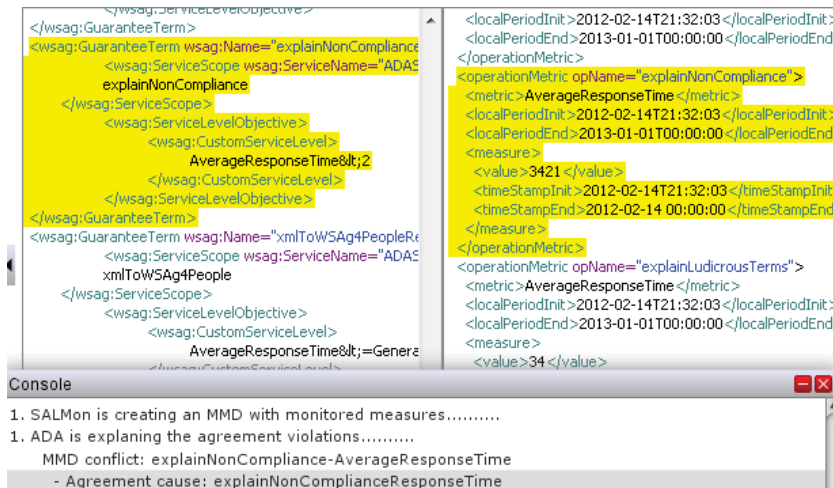 </wsag:ServiceLevelObjective>
</wsag:GuaranteeTerm>
<wsag:GuaranteeTerm wsag:Name="explainNonCompliance
<wsag:ServiceScope wsag:ServiceName="ADAS
explainNonCompliance
</wsag:ServiceScope>
<wsag:ServiceLevelObjective>
<wsag:CustomServiceLevel>
AverageResponseTime&lt;2
</wsag:CustomServiceLevel>
</wsag:ServiceLevelObjective>
</wsag:GuaranteeTerm>
<wsag:GuaranteeTerm wsag:Name="xmlToWSAg4PeopleRe
<wsag:ServiceScope wsag:ServiceName="ADAS
xmlToWSAg4People
</wsag:ServiceScope>
<wsag:ServiceLevelObjective>
<wsag:CustomServiceLevel>
AverageResponseTime&lt;=Genera
</wsag:CustomServiceLevel>
<localPeriodInit>2012-02-14T21:32:03</localPeriodInit>
<localPeriodEnd>2013-01-01T00:00:00</localPeriodEnd
</operationMetric>
<operationMetric opName="explainNonCompliance">
<metric>AverageResponseTime</metric>
<localPeriodInit>2012-02-14T21:32:03</localPeriodInit>
<localPeriodEnd>2013-01-01T00:00:00</localPeriodEnd
<measure>
<value>3421</value>
<timeStampInit>2012-02-14T21:32:03</timeStampInit
<timeStampEnd>2012-02-14 00:00:00</timeStampEnd
</measure>
</operationMetric>
<operationMetric opName="explainLudicrousTerms">
<metric>AverageResponseTime</metric>
<localPeriodInit>2012-02-14T21:32:03</localPeriodInit>
<localPeriodEnd>2013-01-01T00:00:00</localPeriodEnd
<measure>
<value>34</value>
Console
1. SALMon is creating an MMD with monitored measures..........
1. ADA is explaning the agreement violations..........
MMD conflict: explainNonCompliance-AverageResponseTime
- Agreement cause: explainNonComplianceResponseTime